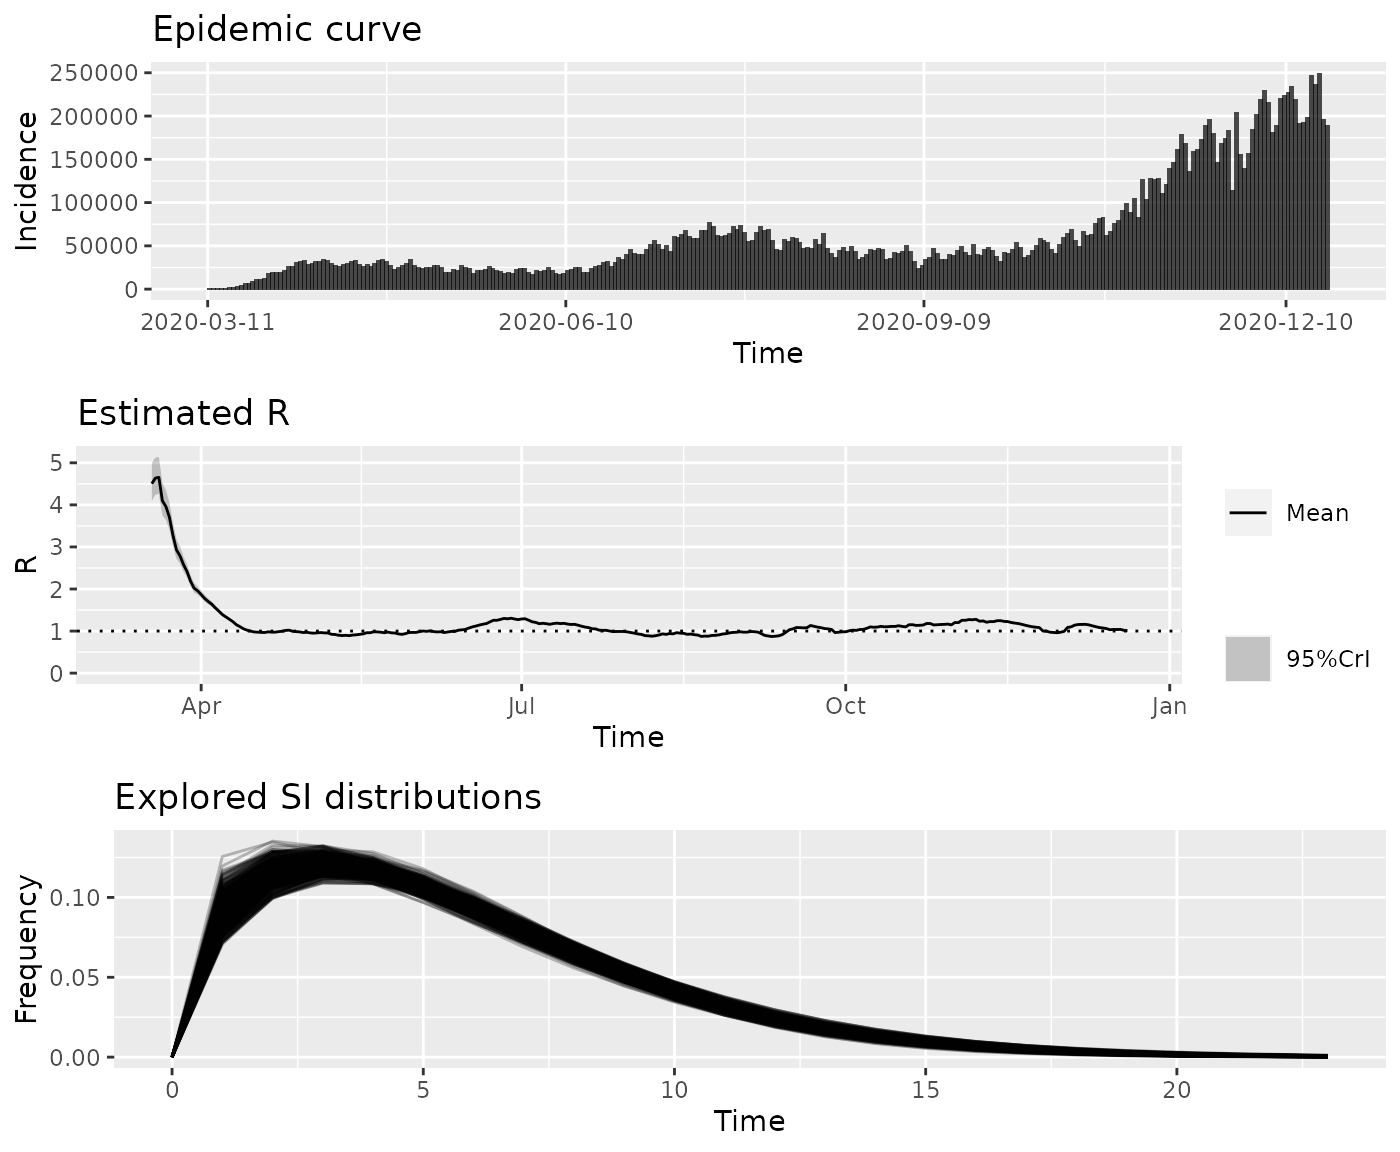 Epidemic curve
Incidence
250000
200000
150000
100000
50000
0
2020-03-11 2020-06-10 2020-09-09 2020-12-10
Time
Estimated R
R
5
4
3
2
1
0
Apr Jul Oct Jan
Time
Mean
95%CrI
Explored SI distributions
Frequency
0.10
0.05
0.00
0 5 10 15 20
Time